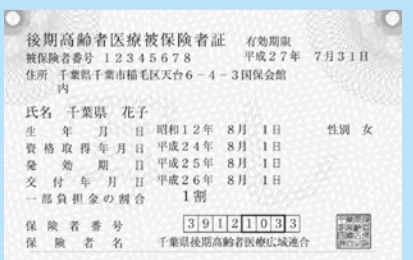 後期高齢者医療被保険者証 有効期限
被保険者番号 12345678 平成27年 7月31日
住所 千葉県千葉市稲毛区天台6-4-3国保会館
内
氏名 千葉県 花子
生年月日 昭和12年 8月 1日 性別 女
資格取得年月日 平成24年 8月 1日
発効期日 平成25年 8月 1日
交付年月日 平成26年 8月 1日
一部負担金の割合 1割
保険者番号 39121033
保険者名 千葉県後期高齢者医療広域連合